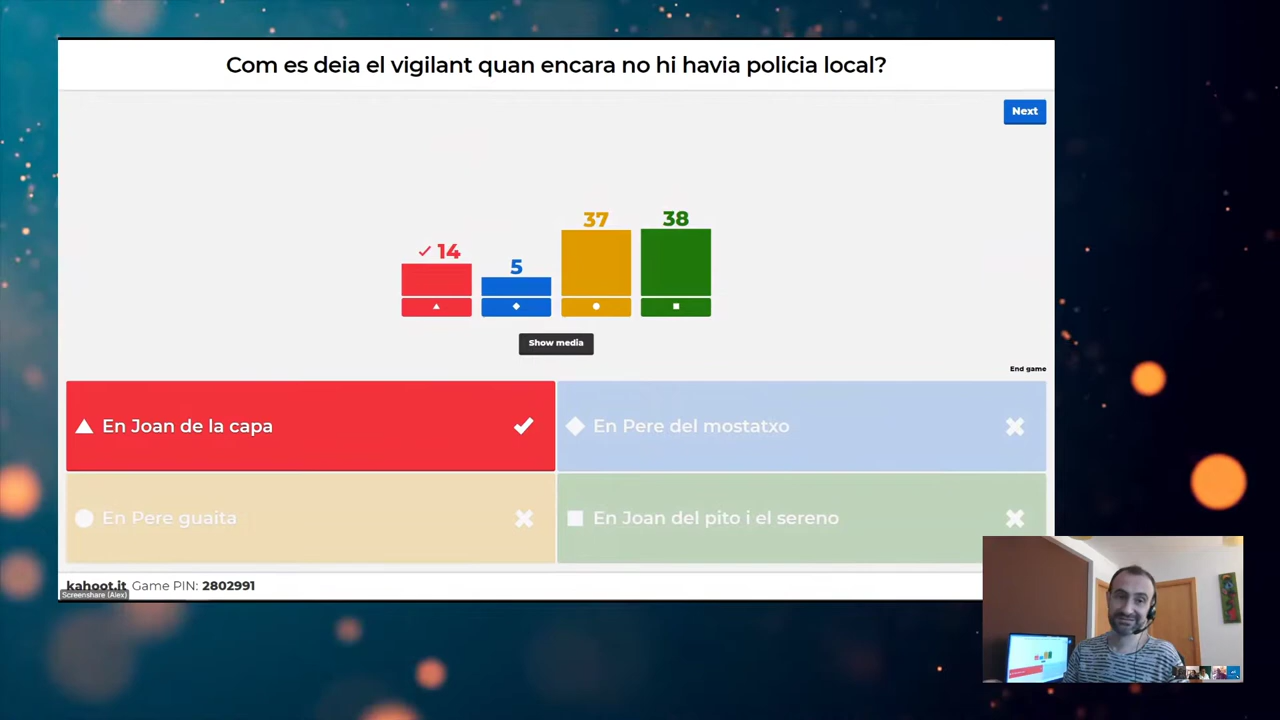 Com es deia el vigilant quan encara no hi havia policia local?
Next
14
5
37
38
Show media
End game
En Joan de la capa
En Pere del mostatxo
En Pere guaita
En Joan del pito i el sereno
kahoot.it Game PIN: 2802991
Screenshare (Alex)